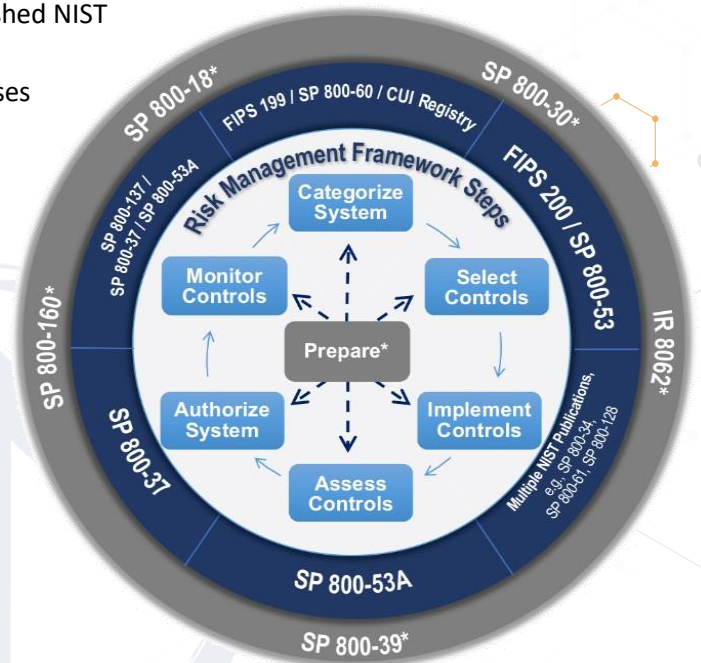 shed NIST
ses
SP 800-18*
SP 800-30*
IR 8062*
SP 800-39*
SP 800-160*
FIPS 199 / SP 800-60 / CUI Registry
FIPS 200 / SP 800-53
Multiple NIST Publications,
e.g., SP 800-34,
SP 800-61, SP 800-128
SP 800-53A
SP 800-37
SP 800-137 /
SP 800-37 / SP 800-53A
Risk Management Framework Steps
Categorize
System
Select
Controls
Implement
Controls
Assess
Controls
Authorize
System
Monitor
Controls
Prepare*